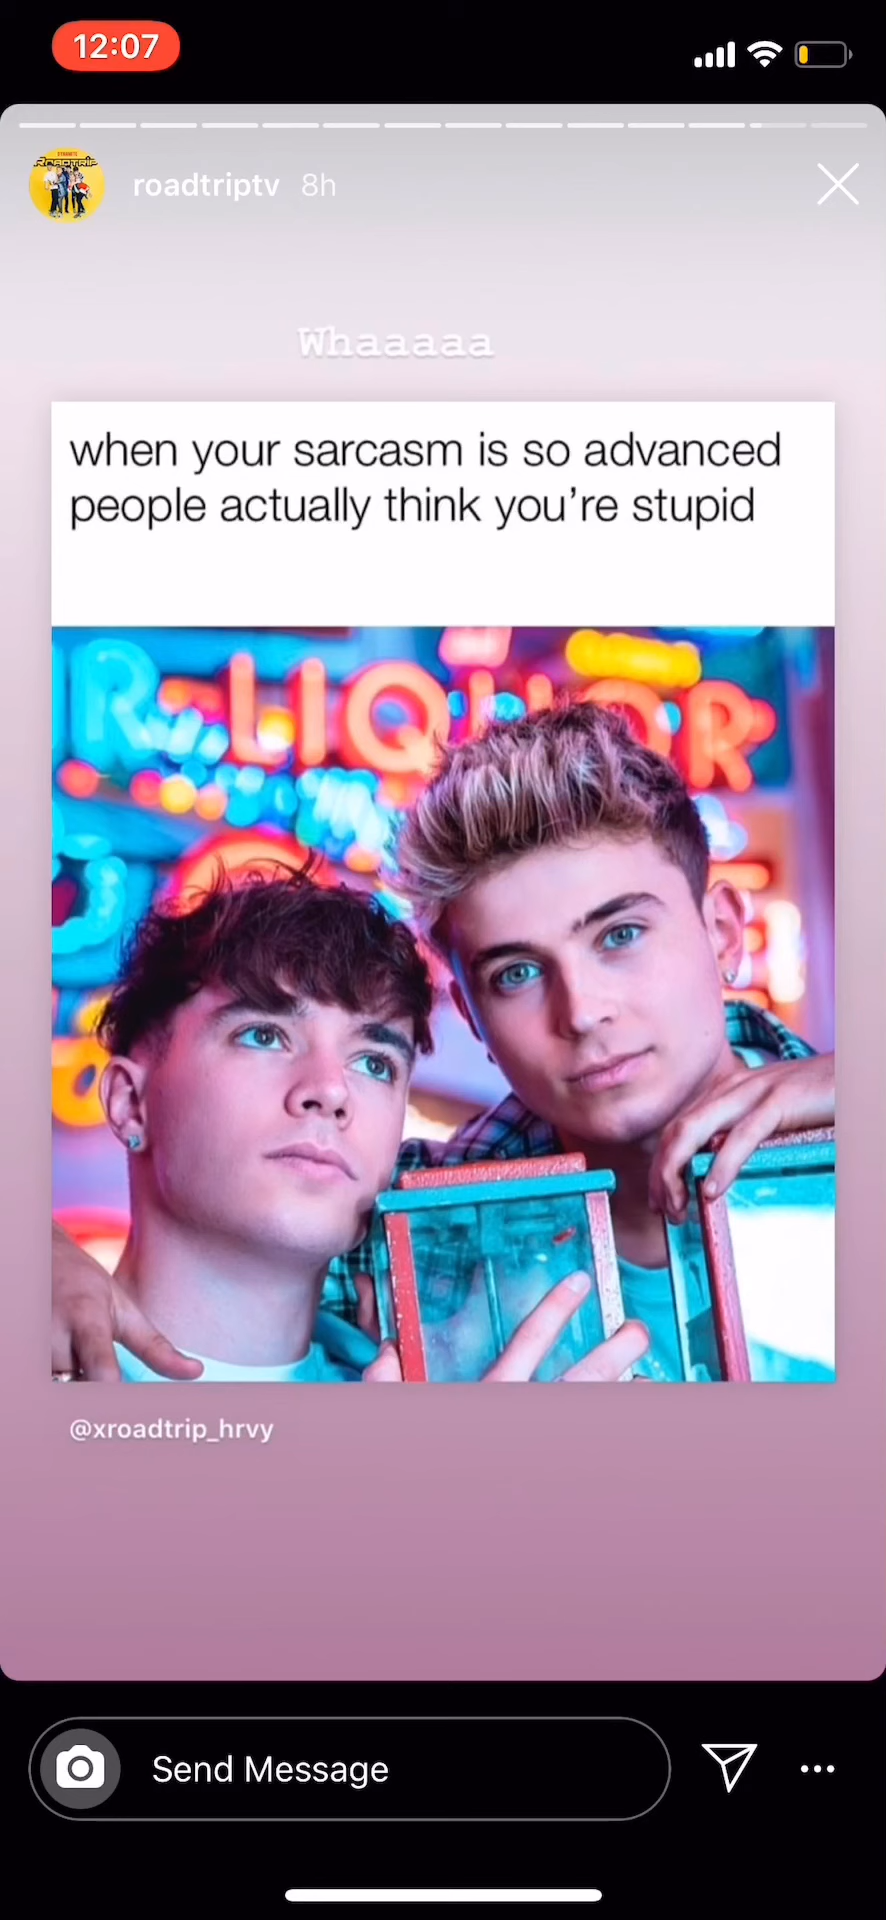 12:07
roadtriptv 8h
Whaaaaa
when your sarcasm is so advanced
people actually think you're stupid
R LIQUOR
@xroadtrip_hrvy
Send Message